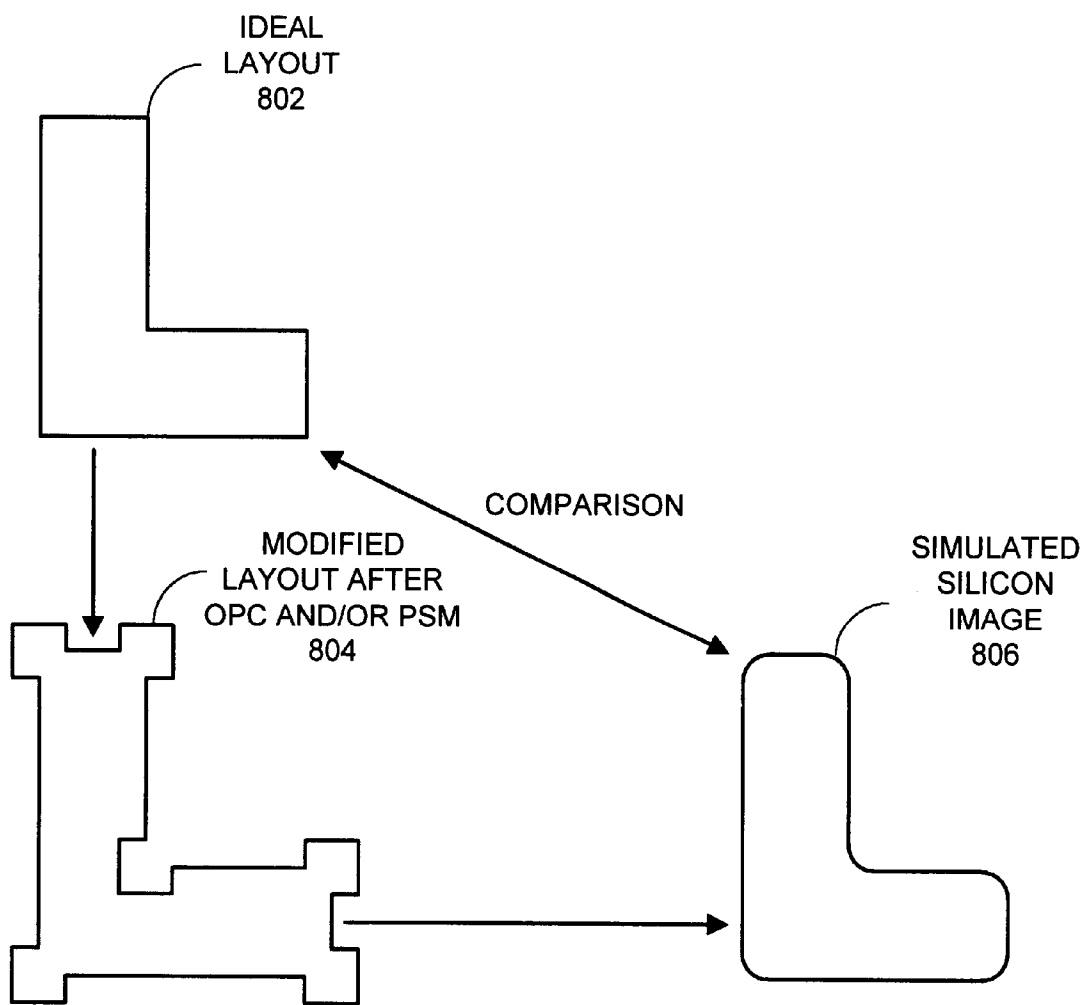 IDEAL
LAYOUT
802
COMPARISON
MODIFIED
LAYOUT AFTER
OPC AND/OR PSM
804
SIMULATED
SILICON
IMAGE
806